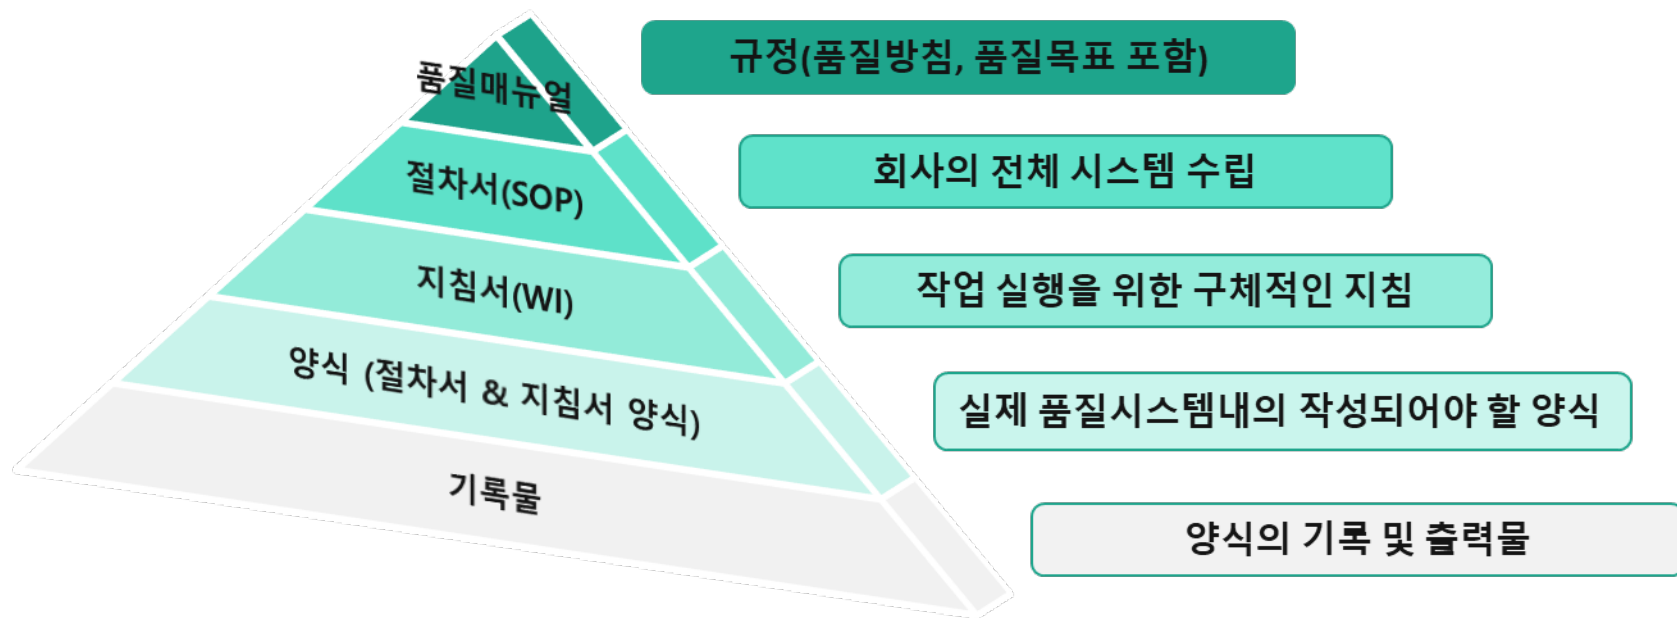 품질매뉴얼
규정(품질방침, 품질목표 포함)
절차서(SOP)
회사의 전체 시스템 수립
지침서(WI)
작업 실행을 위한 구체적인 지침
양식 (절차서 & 지침서 양식)
실제 품질시스템내의 작성되어야 할 양식
기록물
양식의 기록 및 출력물